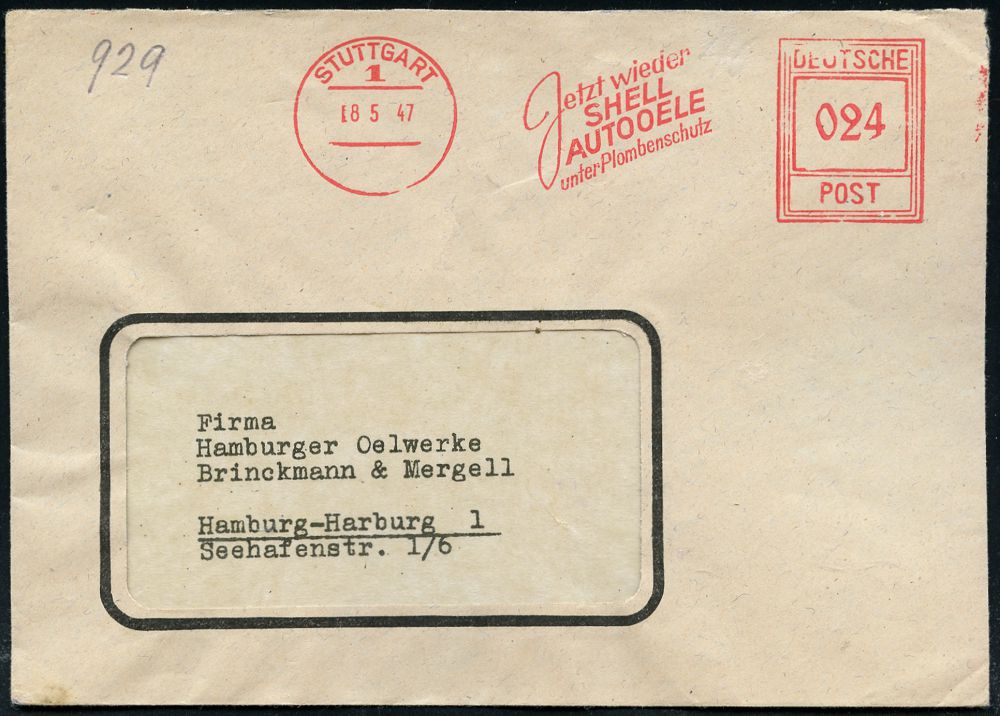 929
STUTTGART
1
8 5 47
Jetzt wieder
SHELL
AUTOOELE
unter Plombenschutz
DEUTSCHE
024
POST
Firma
Hamburger Oelwerke
Brinckmann & Mergell
Hamburg-Harburg 1
Seehafenstr. 1/6